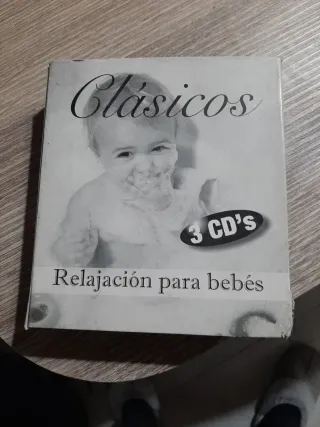 Clásicos
3 CD's
Relajación para bebés